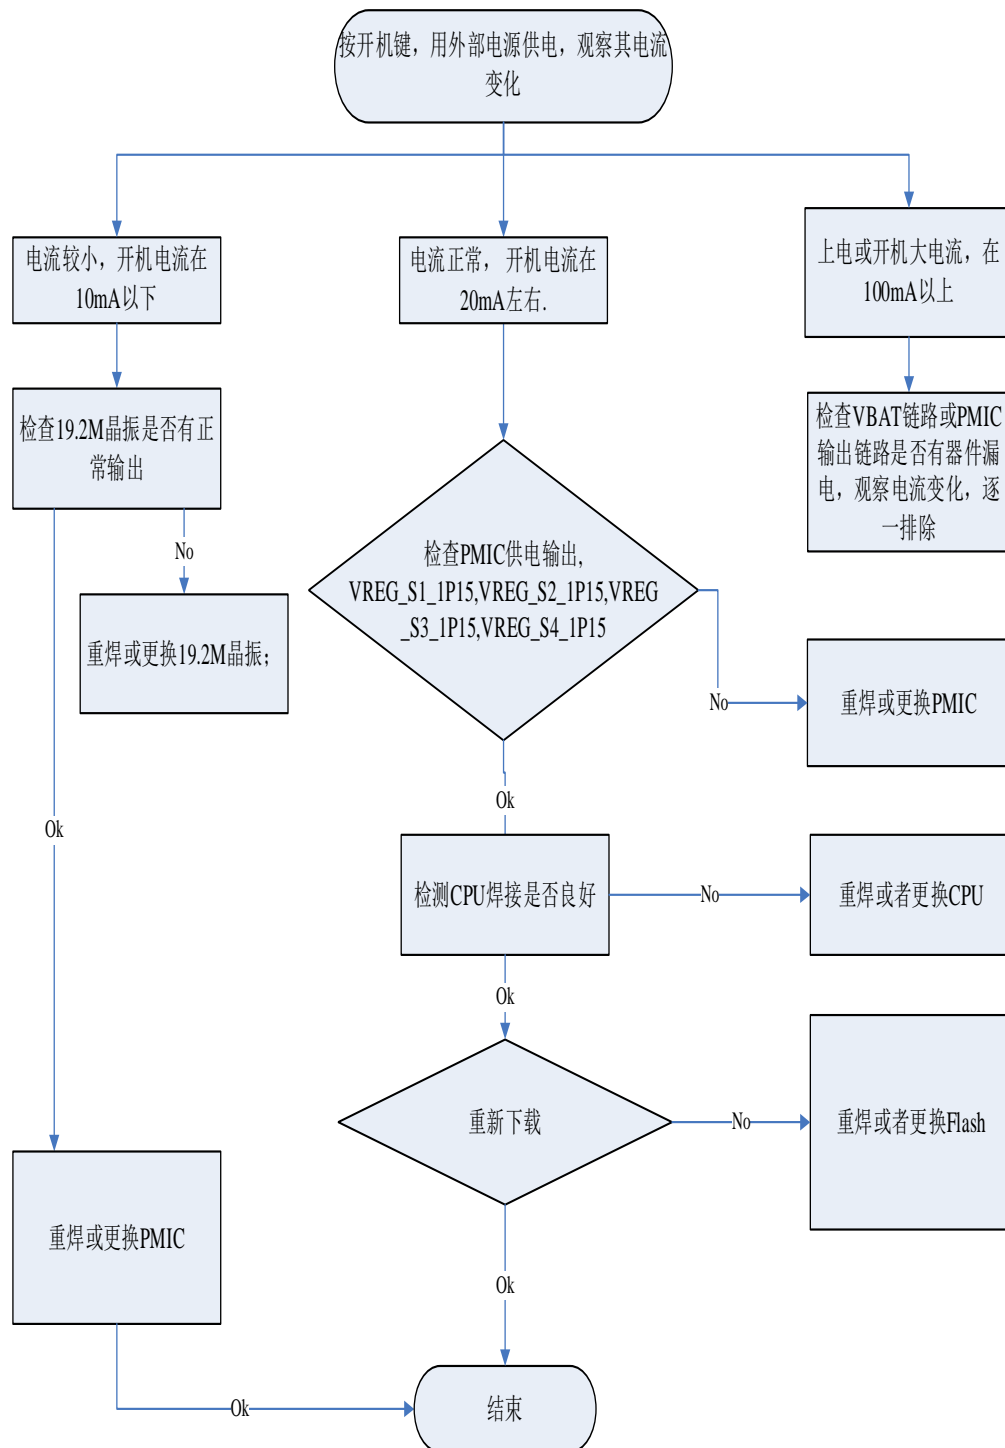 按开机键，用外部电源供电，观察其电流
变化
电流较小，开机电流在
10mA以下
电流正常， 开机电流在
20mA左右.
上电或开机大电流，在
100mA以上
检查19.2M晶振是否有正
常输出
检查VBAT链路或PMIC
输出链路是否有器件漏
电，观察电流变化，逐
一排除
No
重焊或更换19.2M晶振；
检查PMIC供电输出,
VREG_S1_1P15,VREG_S2_1P15,VREG
_S3_1P15,VREG_S4_1P15
No
重焊或更换PMIC
Ok
Ok
检测CPU焊接是否良好
No
重焊或者更换CPU
Ok
重新下载
No
重焊或者更换Flash
重焊或更换PMIC
Ok
Ok
结束